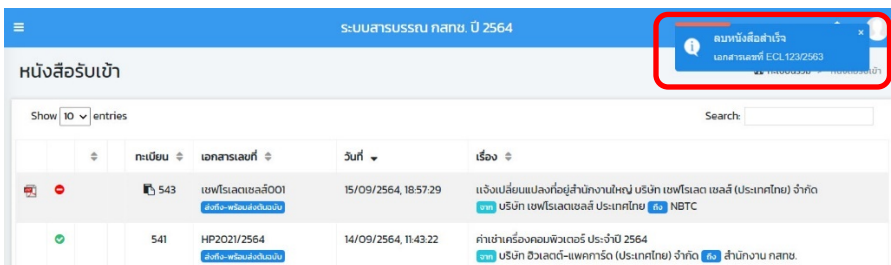 ระบบสารบรรณ กสทช. ปี 2564
ลบหนังสือสำเร็จ
×
เอกสารเลขที่ ECL123/2563
หนังสือรับเข้า
Show 10 entries
Search:
ทะเบียน เอกสารเลขที่ วันที่ เรื่อง
543 เชฟโรเลตเซลส์001 15/09/2564, 18:57:29 แจ้งเปลี่ยนแปลงที่อยู่สำนักงานใหญ่ บริษัท เชฟโรเลต เซลส์ (ประเทศไทย) จำกัด
ส่งถึง-พร้อมส่งต้นฉบับ จาก บริษัท เชฟโรเลตเซลส์ ประเทศไทย ถึง NBTC
541 HP2021/2564 14/09/2564, 11:43:22 ค่าเช่าเครื่องคอมพิวเตอร์ ประจำปี 2564
ส่งถึง-พร้อมส่งต้นฉบับ จาก บริษัท ฮิวเลตต์-แพคการ์ด (ประเทศไทย) จำกัด ถึง สำนักงาน กสทช.